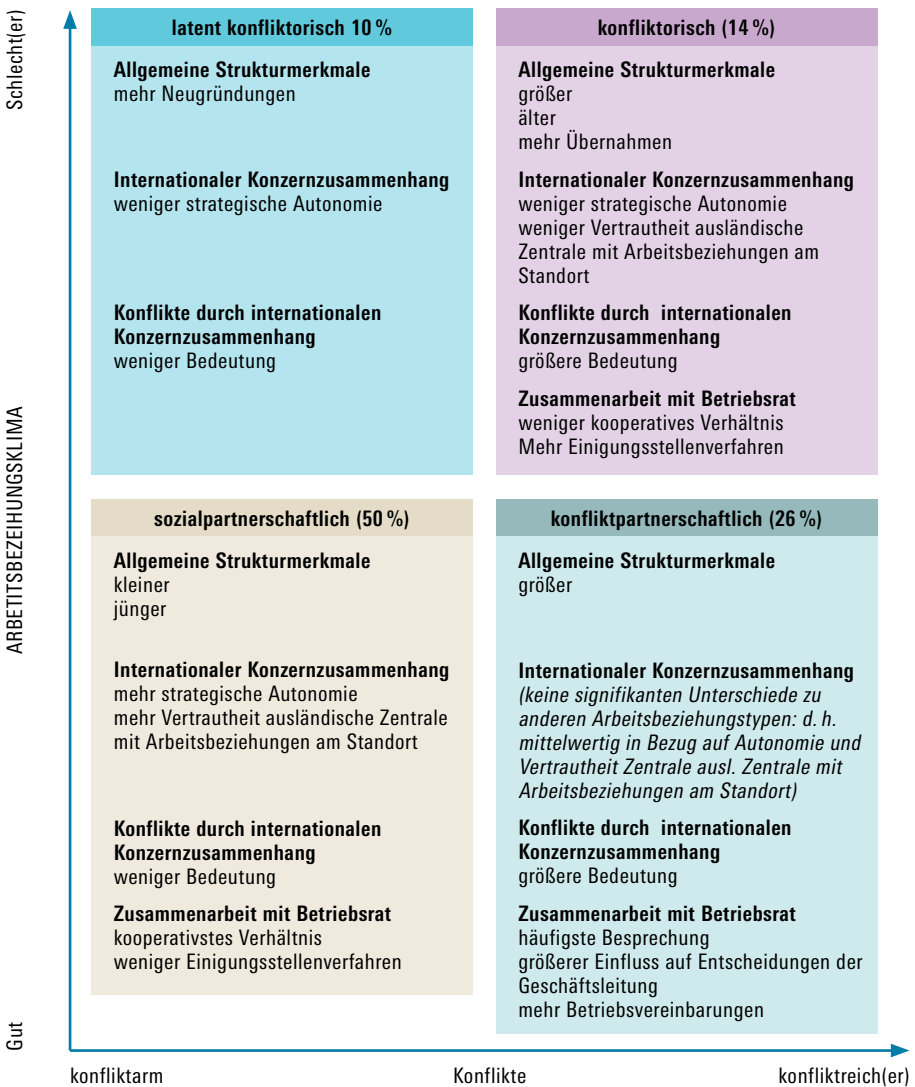 Schlecht(er)
ARBETITSBEZEIHUNGSKLIMA
Gut
latent konfliktorisch 10 %
Allgemeine Strukturmerkmale
mehr Neugründungen
Internationaler Konzernzusammenhang
weniger strategische Autonomie
Konflikte durch internationalen
Konzernzusammenhang
weniger Bedeutung
konfliktorisch (14 %)
Allgemeine Strukturmerkmale
größer
älter
mehr Übernahmen
Internationaler Konzernzusammenhang
weniger strategische Autonomie
weniger Vertrautheit ausländische
Zentrale mit Arbeitsbeziehungen am
Standort
Konflikte durch internationalen
Konzernzusammenhang
größere Bedeutung
Zusammenarbeit mit Betriebsrat
weniger kooperatives Verhältnis
Mehr Einigungsstellenverfahren
sozialpartnerschaftlich (50 %)
Allgemeine Strukturmerkmale
kleiner
jünger
Internationaler Konzernzusammenhang
mehr strategische Autonomie
mehr Vertrautheit ausländische Zentrale
mit Arbeitsbeziehungen am Standort
Konflikte durch internationalen
Konzernzusammenhang
weniger Bedeutung
Zusammenarbeit mit Betriebsrat
kooperativstes Verhältnis
weniger Einigungsstellenverfahren
konfliktpartnerschaftlich (26 %)
Allgemeine Strukturmerkmale
größer
Internationaler Konzernzusammenhang
(keine signifikanten Unterschiede zu
anderen Arbeitsbeziehungstypen: d. h.
mittelwertig in Bezug auf Autonomie und
Vertrautheit Zentrale ausl. Zentrale mit
Arbeitsbeziehungen am Standort)
Konflikte durch internationalen
Konzernzusammenhang
größere Bedeutung
Zusammenarbeit mit Betriebsrat
häufigste Besprechung
größerer Einfluss auf Entscheidungen der
Geschäftsleitung
mehr Betriebsvereinbarungen
konfliktarm
Konflikte
konfliktreich(er)